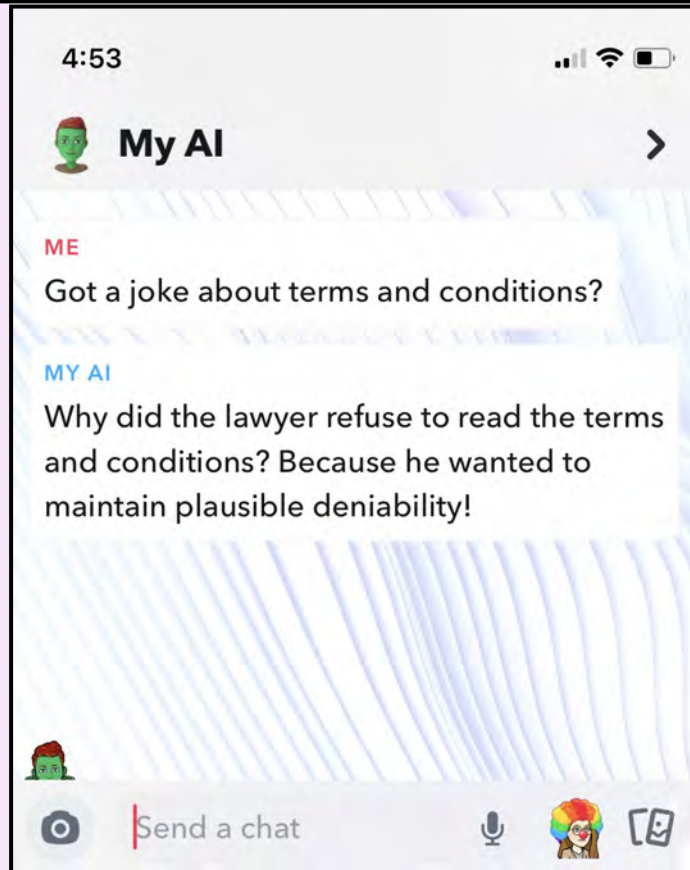 4:53
My AI
ME
Got a joke about terms and conditions?
MY AI
Why did the lawyer refuse to read the terms
and conditions? Because he wanted to
maintain plausible deniability!
Send a chat